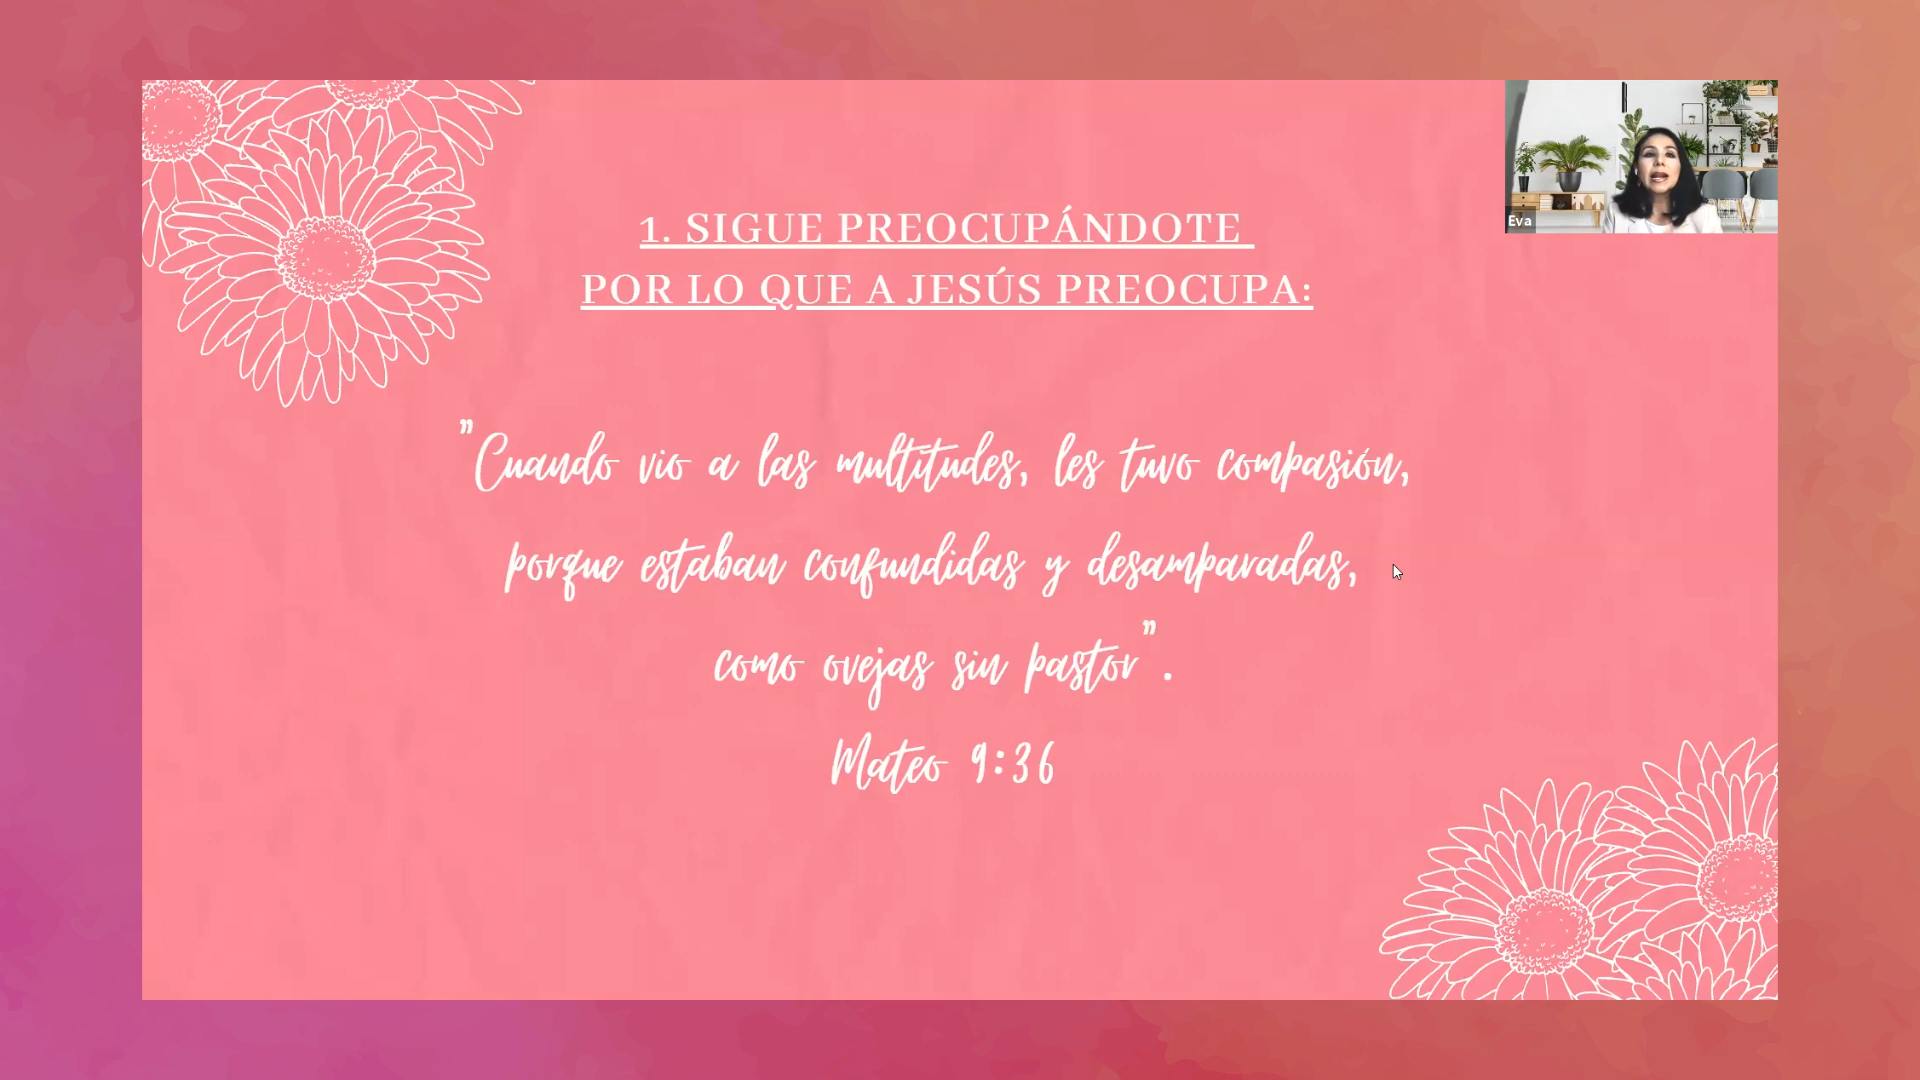 1. SIGUE PREOCUPÁNDOTE
POR LO QUE A JESÚS PREOCUPA:
"Cuando vio a las multitudes, les tuvo compasión,
porque estaban confundidas y desamparadas,
como ovejas sin pastor".
Mateo 9:36
Eva